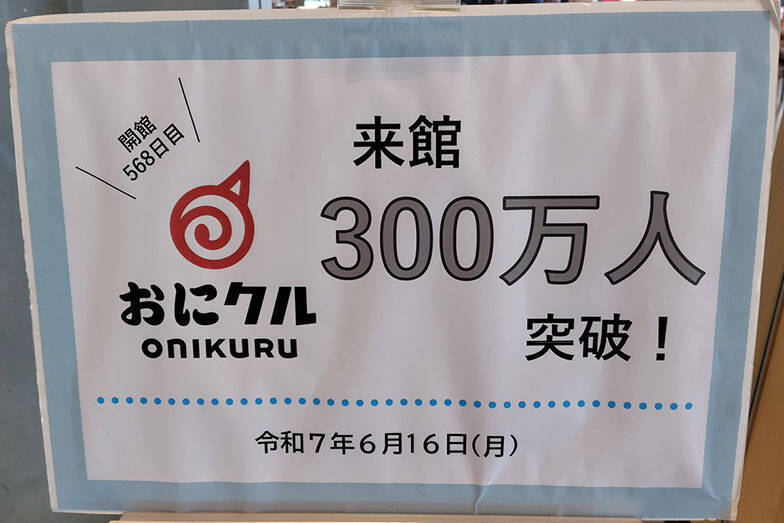 開館
568日目
来館
300万人
突破！
おにクル
ONIKURU
令和7年6月16日(月)